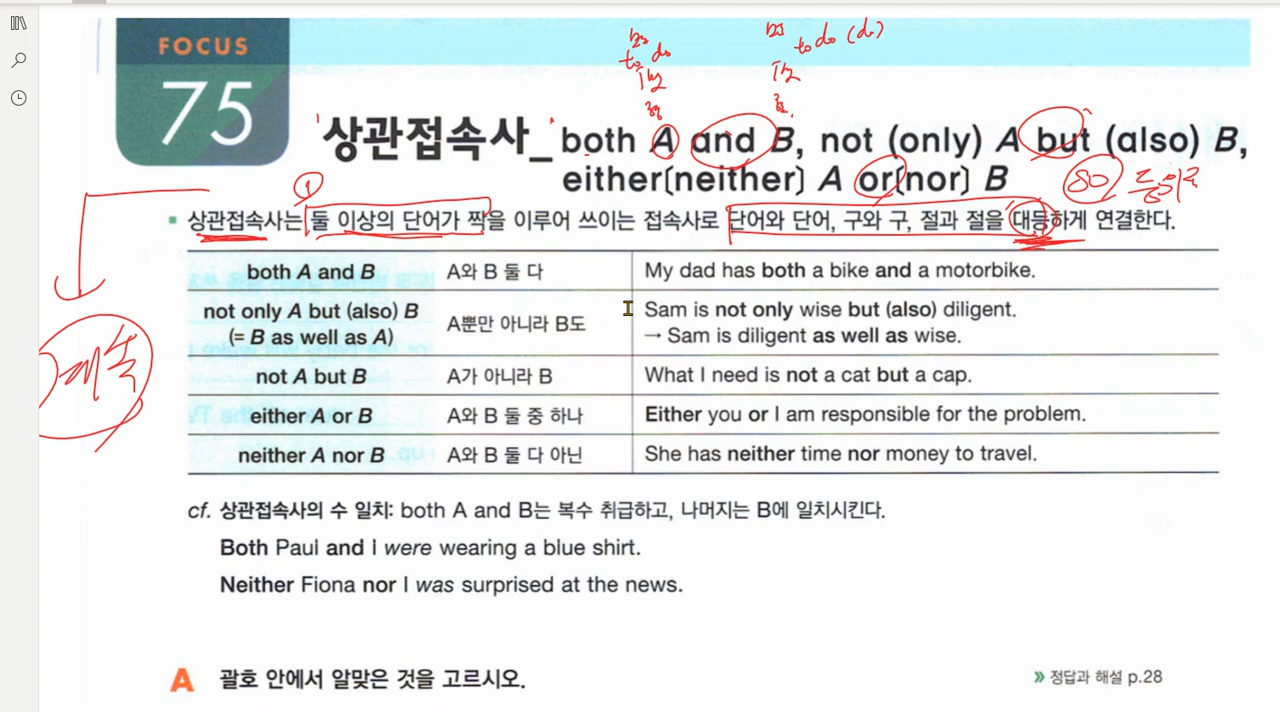 FOCUS
75
상관접속사_both A and B, not (only) A but (also) B,
either(neither) A or(nor) B
to do
to do (do)
①
80
상관접속사는 둘 이상의 단어가 짝을 이루어 쓰이는 접속사로 단어와 단어, 구와 구, 절과 절을 대등하게 연결한다.
both A and B A와 B 둘 다 My dad has both a bike and a motorbike.
not only A but (also) B A뿐만 아니라 B도 Sam is not only wise but (also) diligent.
(= B as well as A) → Sam is diligent as well as wise.
not A but B A가 아니라 B What I need is not a cat but a cap.
either A or B A와 B 둘 중 하나 Either you or I am responsible for the problem.
neither A nor B A와 B 둘 다 아닌 She has neither time nor money to travel.
cf. 상관접속사의 수 일치: both A and B는 복수 취급하고, 나머지는 B에 일치시킨다.
Both Paul and I were wearing a blue shirt.
Neither Fiona nor I was surprised at the news.
A 괄호 안에서 알맞은 것을 고르시오.
» 정답과 해설 p.28